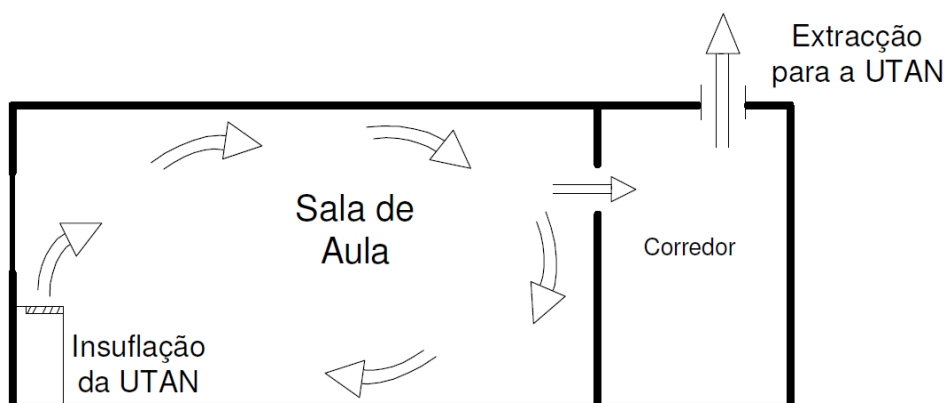 Extracção
para a UTAN
Sala de
Aula
Corredor
Insuflação
da UTAN